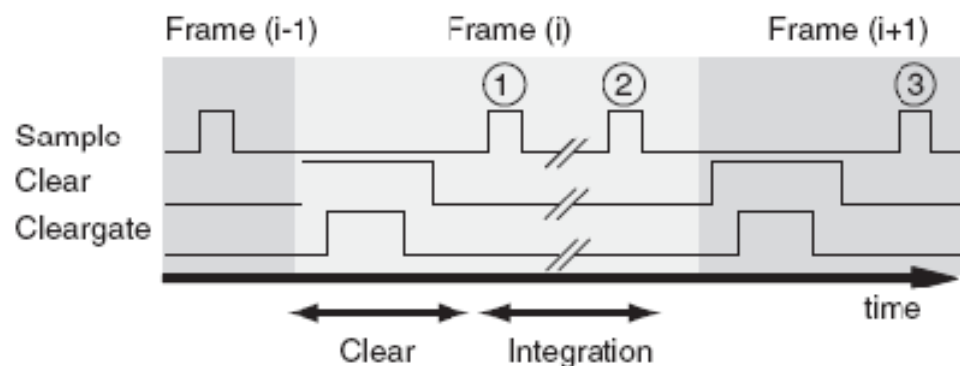 Frame (i-1) Frame (i) Frame (i+1)
1 2 3
Sample
Clear
Cleargate
time
Clear Integration